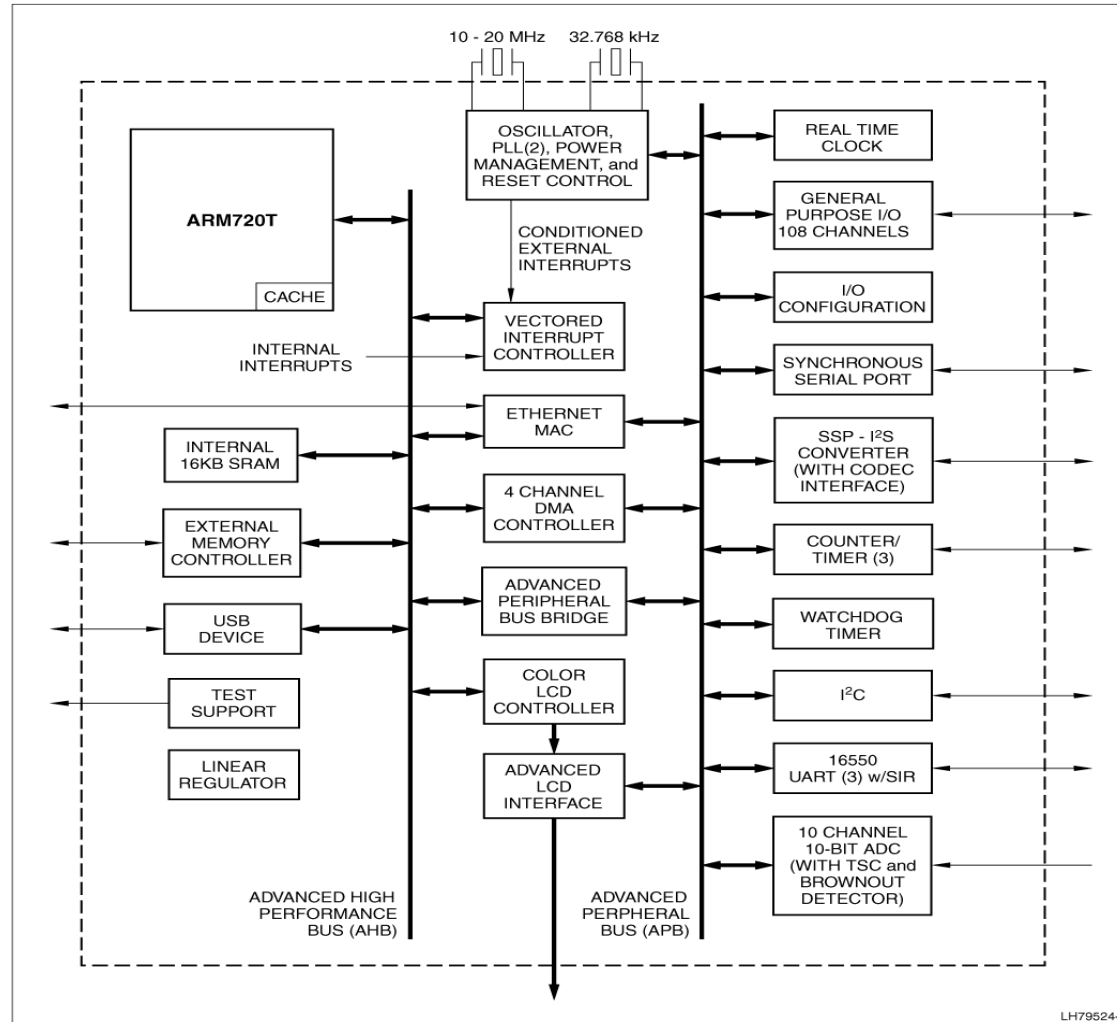 10 - 20 MHz
32.768 kHz
OSCILLATOR,
PLL(2), POWER
MANAGEMENT, and
RESET CONTROL
REAL TIME
CLOCK
ARM720T
CACHE
GENERAL
PURPOSE I/O
108 CHANNELS
CONDITIONED
EXTERNAL
INTERRUPTS
I/O
CONFIGURATION
VECTORED
INTERRUPT
CONTROLLER
INTERNAL
INTERRUPTS
SYNCHRONOUS
SERIAL PORT
ETHERNET
MAC
INTERNAL
16KB SRAM
SSP - I²S
CONVERTER
(WITH CODEC
INTERFACE)
4 CHANNEL
DMA
CONTROLLER
EXTERNAL
MEMORY
CONTROLLER
COUNTER/
TIMER (3)
ADVANCED
PERIPHERAL
BUS BRIDGE
USB
DEVICE
WATCHDOG
TIMER
COLOR
LCD
CONTROLLER
TEST
SUPPORT
I²C
LINEAR
REGULATOR
ADVANCED
LCD
INTERFACE
16550
UART (3) w/SIR
10 CHANNEL
10-BIT ADC
(WITH TSC and
BROWNOUT
DETECTOR)
ADVANCED HIGH
PERFORMANCE
BUS (AHB)
ADVANCED
PERPHERAL
BUS (APB)